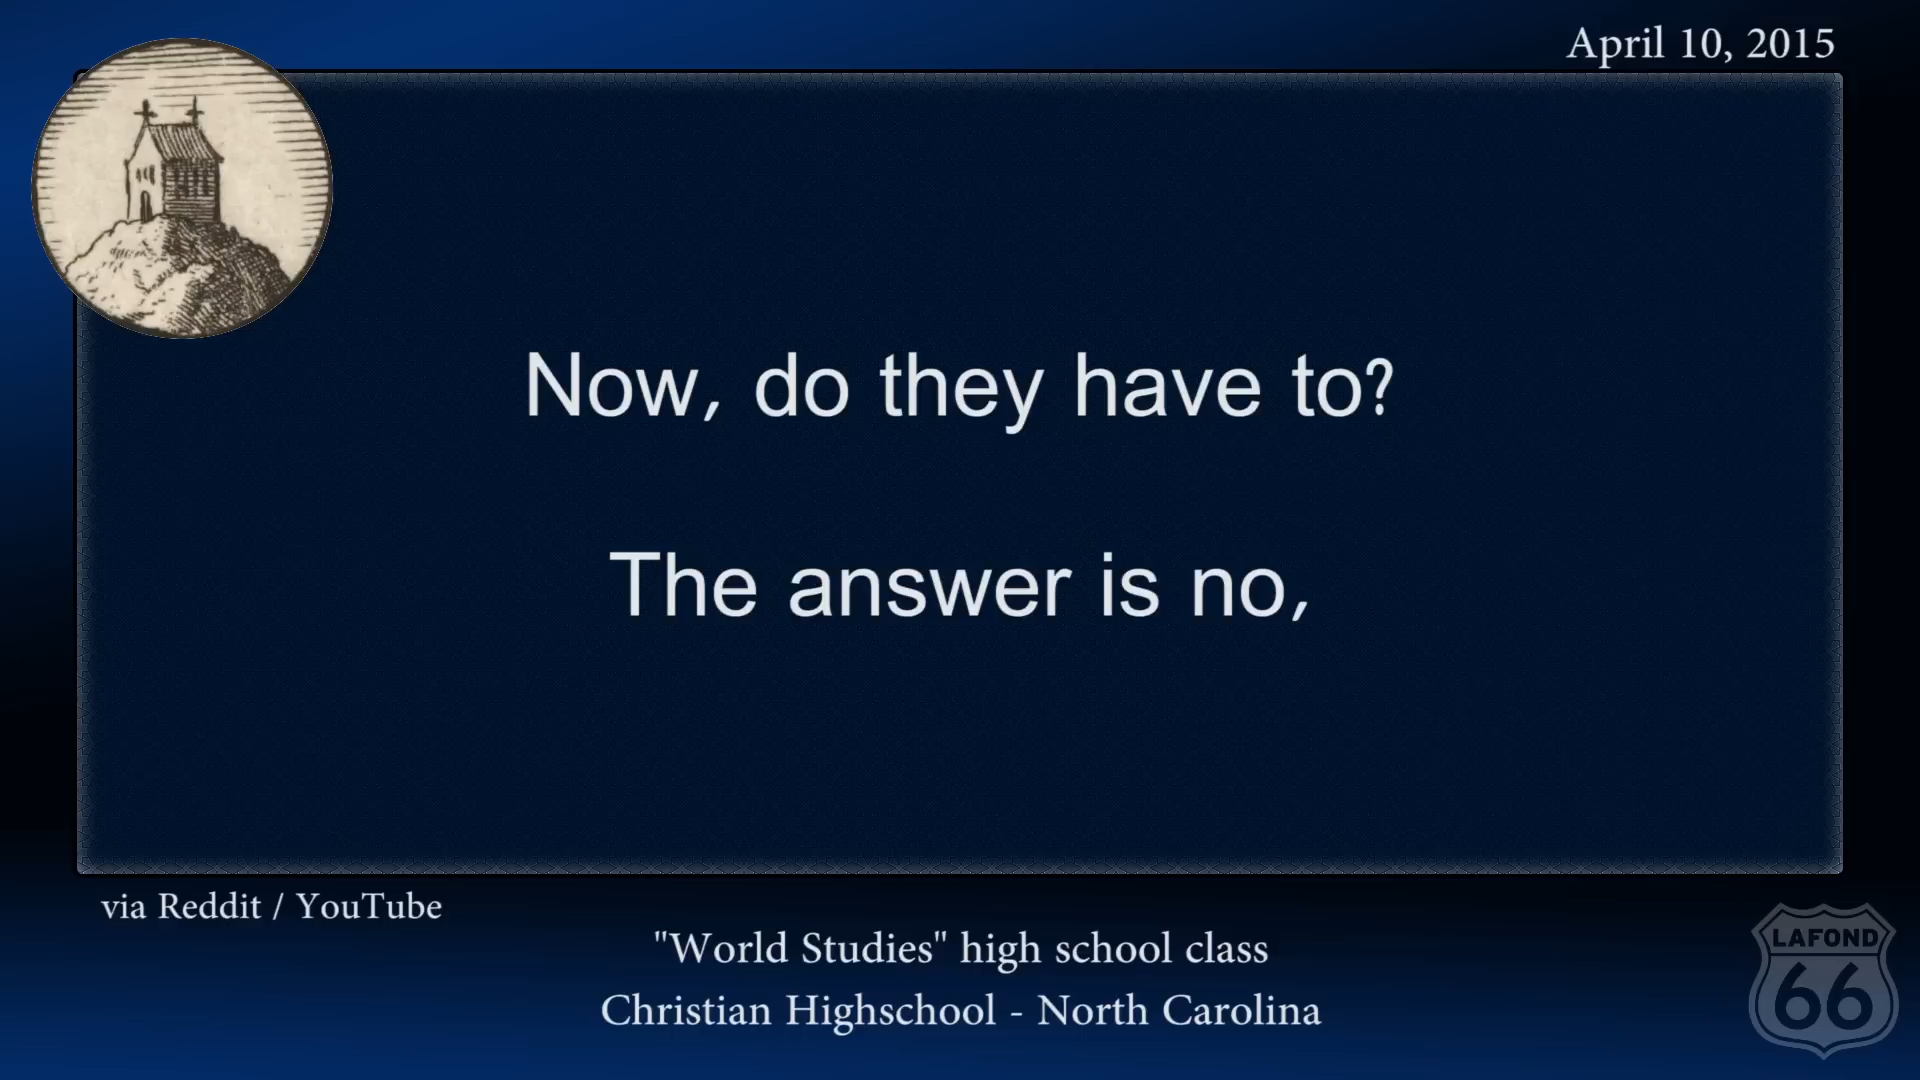 April 10, 2015
Now, do they have to?
The answer is no,
via Reddit / YouTube
"World Studies" high school class
Christian Highschool - North Carolina
LAFOND
66